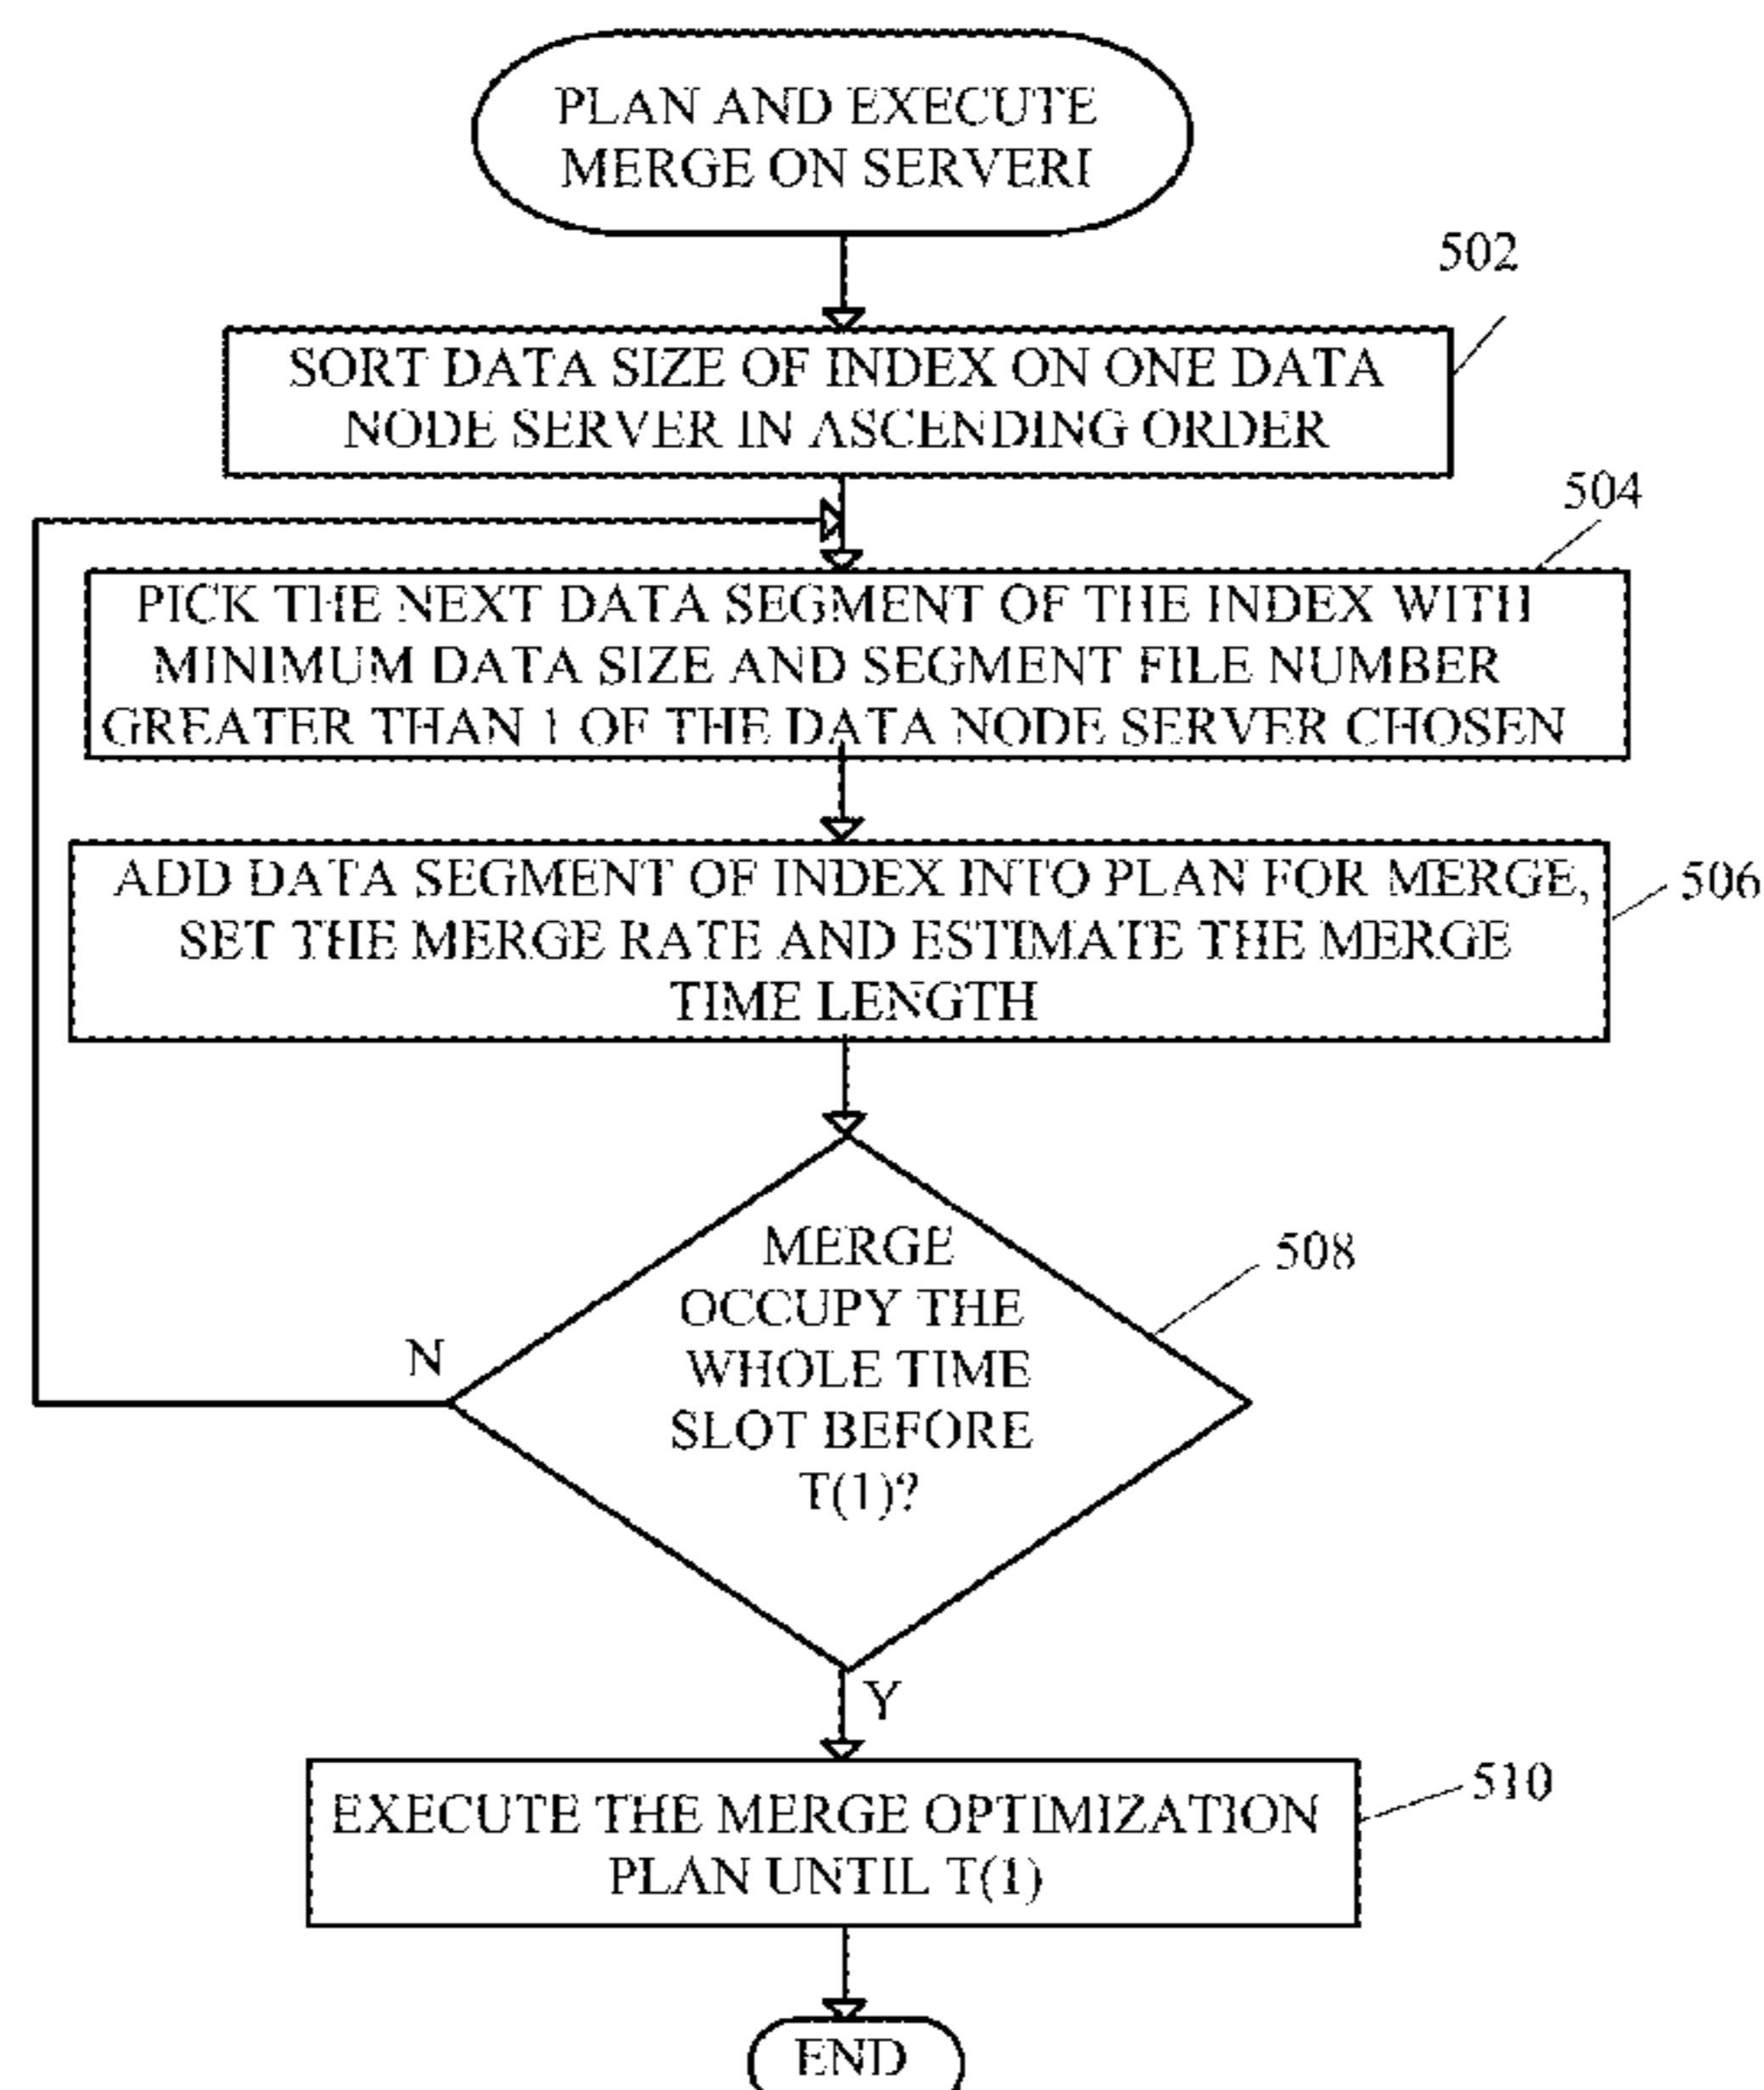 PLAN AND EXECUTE
MERGE ON SERVERI
502
SORT DATA SIZE OF INDEX ON ONE DATA
NODE SERVER IN ASCENDING ORDER
504
PICK THE NEXT DATA SEGMENT OF THE INDEX WITH
MINIMUM DATA SIZE AND SEGMENT FILE NUMBER
GREATER THAN 1 OF THE DATA NODE SERVER CHOSEN
ADD DATA SEGMENT OF INDEX INTO PLAN FOR MERGE,
SET THE MERGE RATE AND ESTIMATE THE MERGE
TIME LENGTH
506
MERGE
OCCUPY THE
WHOLE TIME
SLOT BEFORE
T(1)?
508
N
Y
EXECUTE THE MERGE OPTIMIZATION
PLAN UNTIL T(1)
510
END